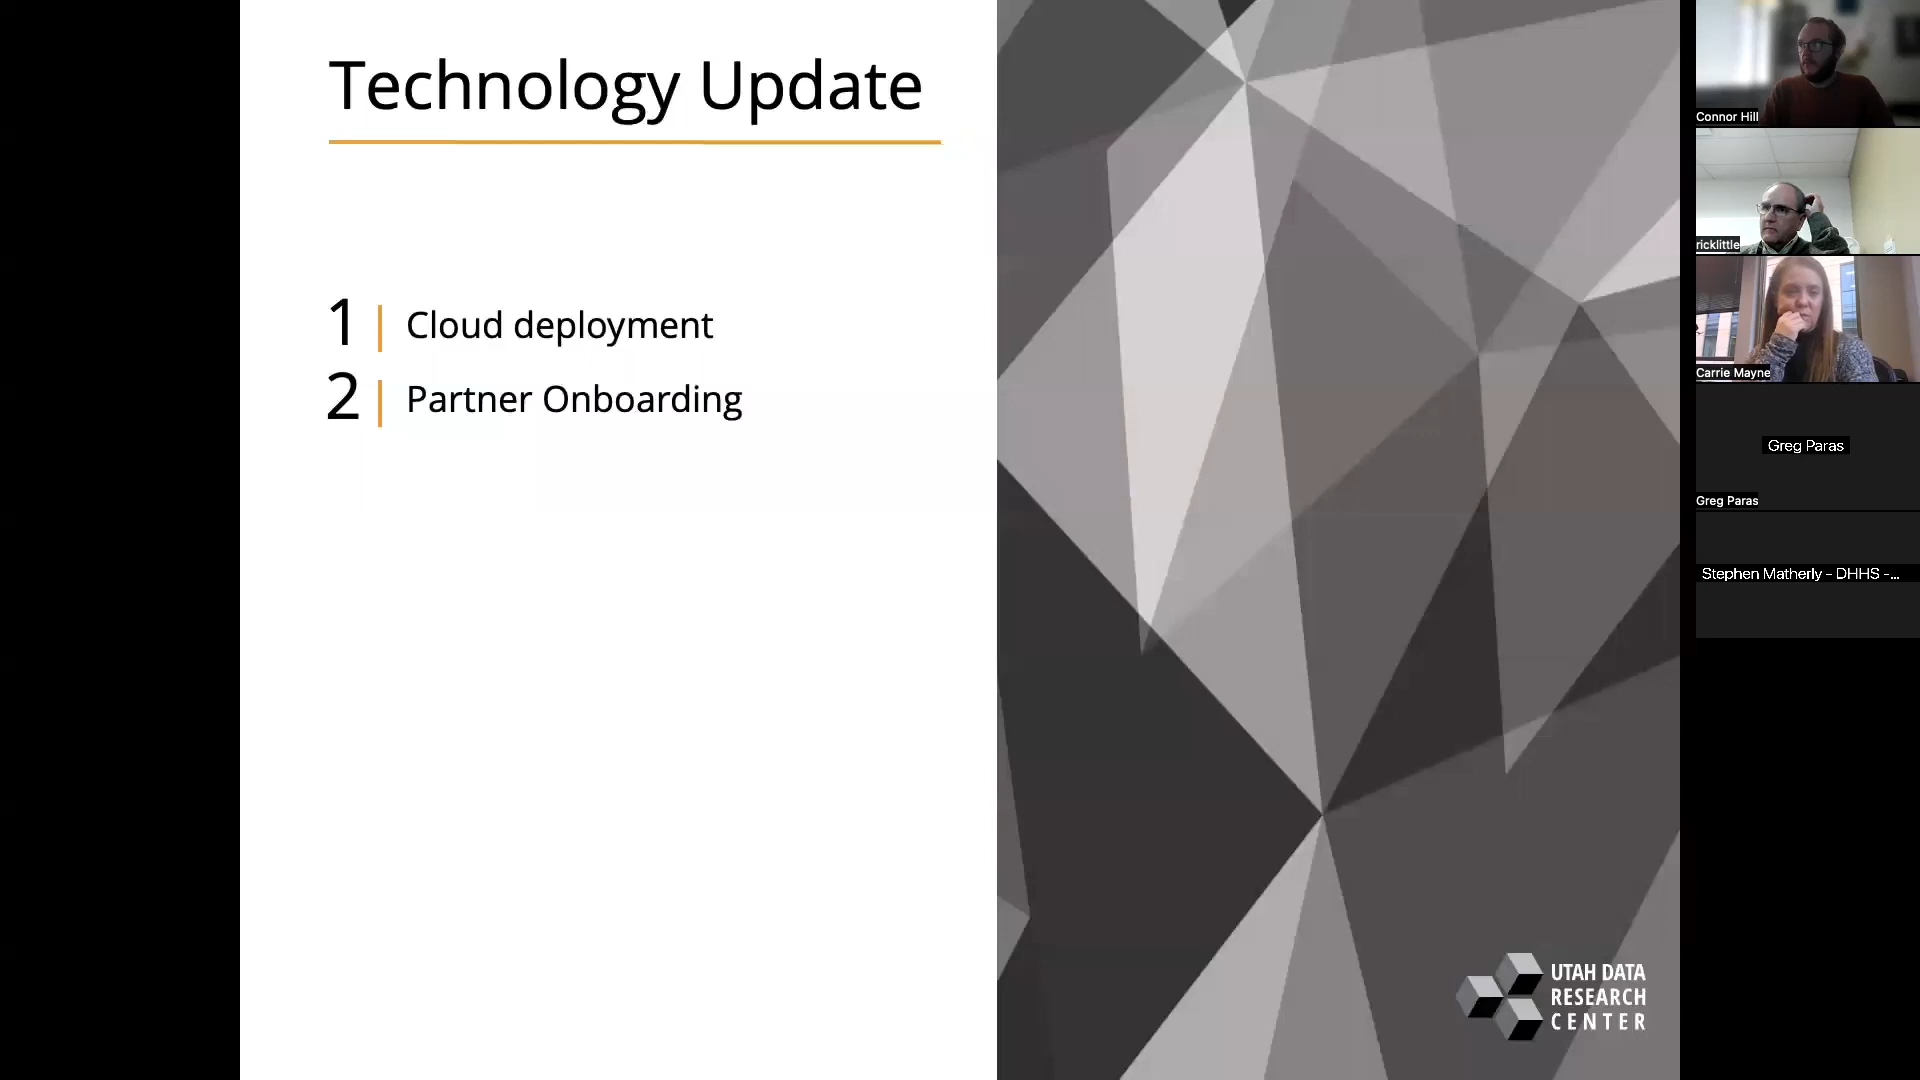 Technology Update
1 Cloud deployment
2 Partner Onboarding
UTAH DATA
RESEARCH
CENTER
Connor Hill
ricklittle
Carrie Mayne
Greg Paras
Greg Paras
Stephen Matherly - DHHS -...